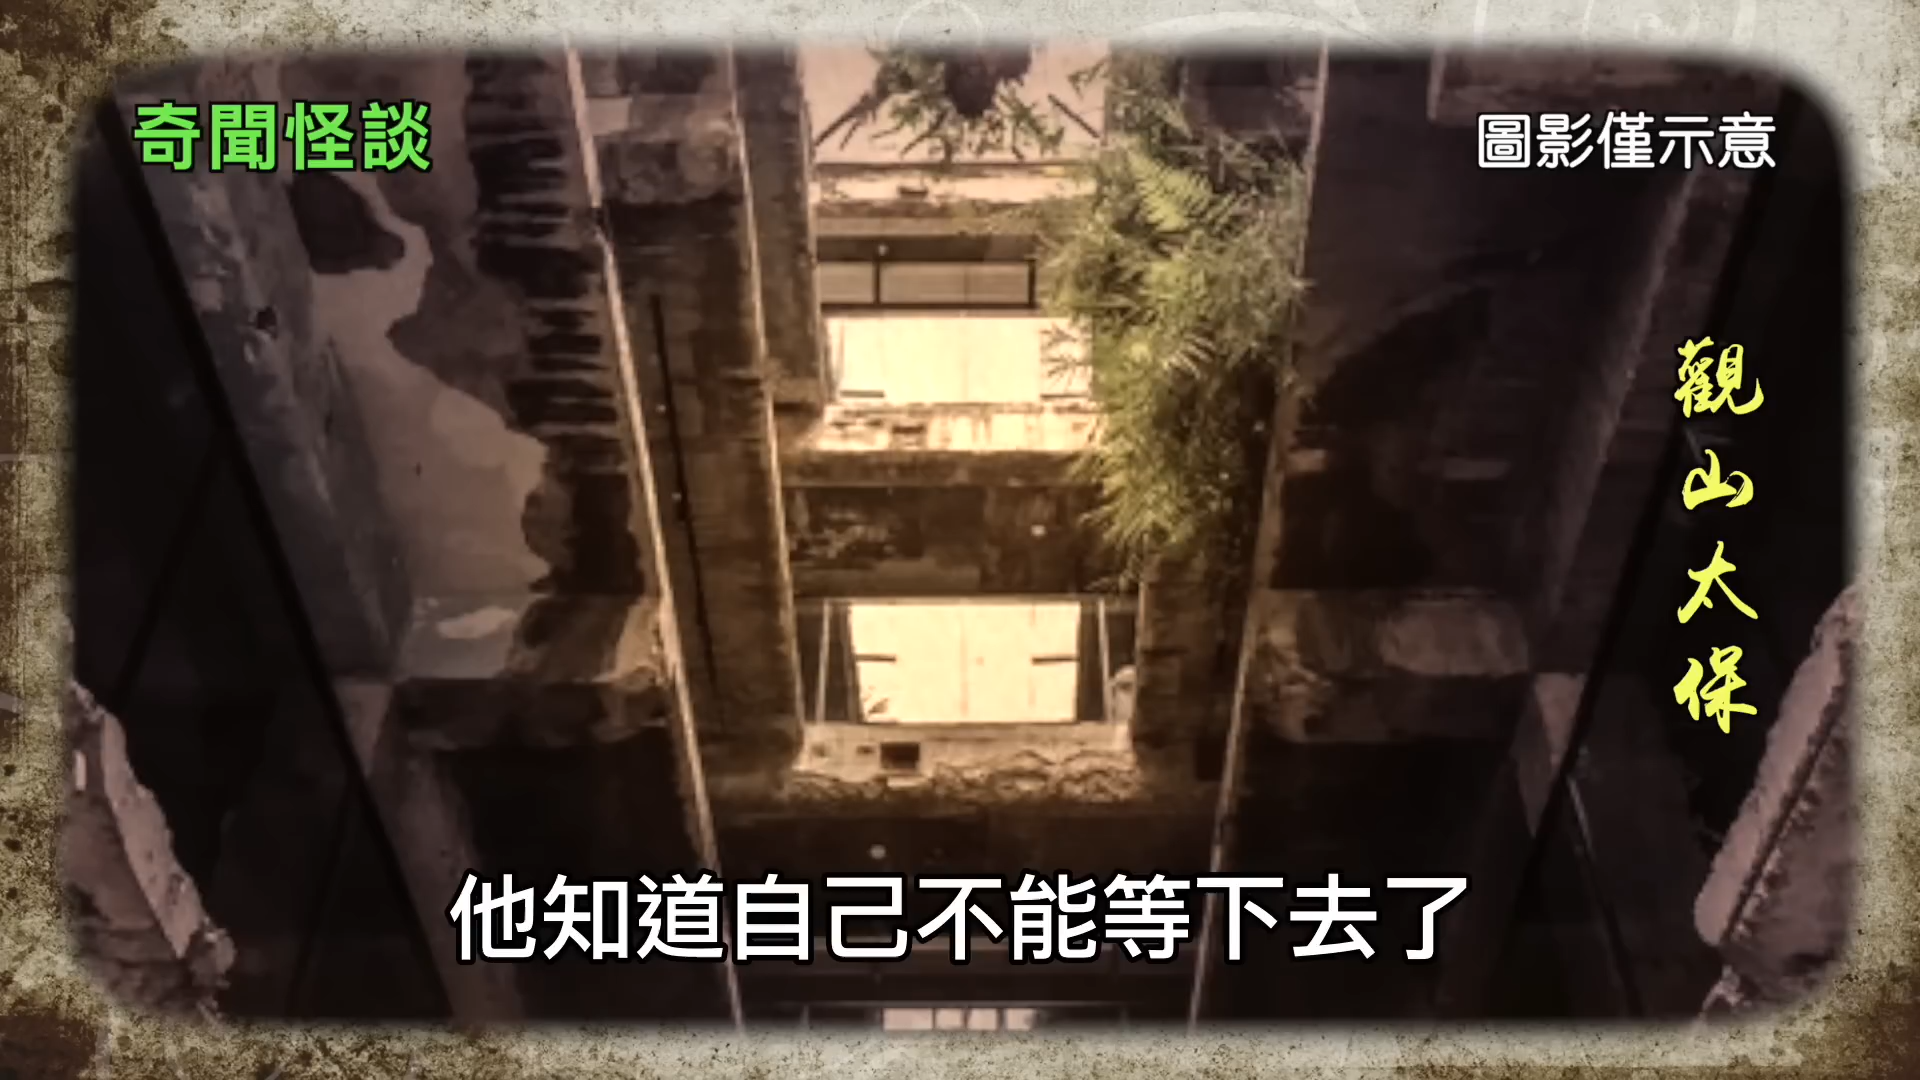 奇聞怪談
圖影僅示意
觀山太保
他知道自己不能等下去了